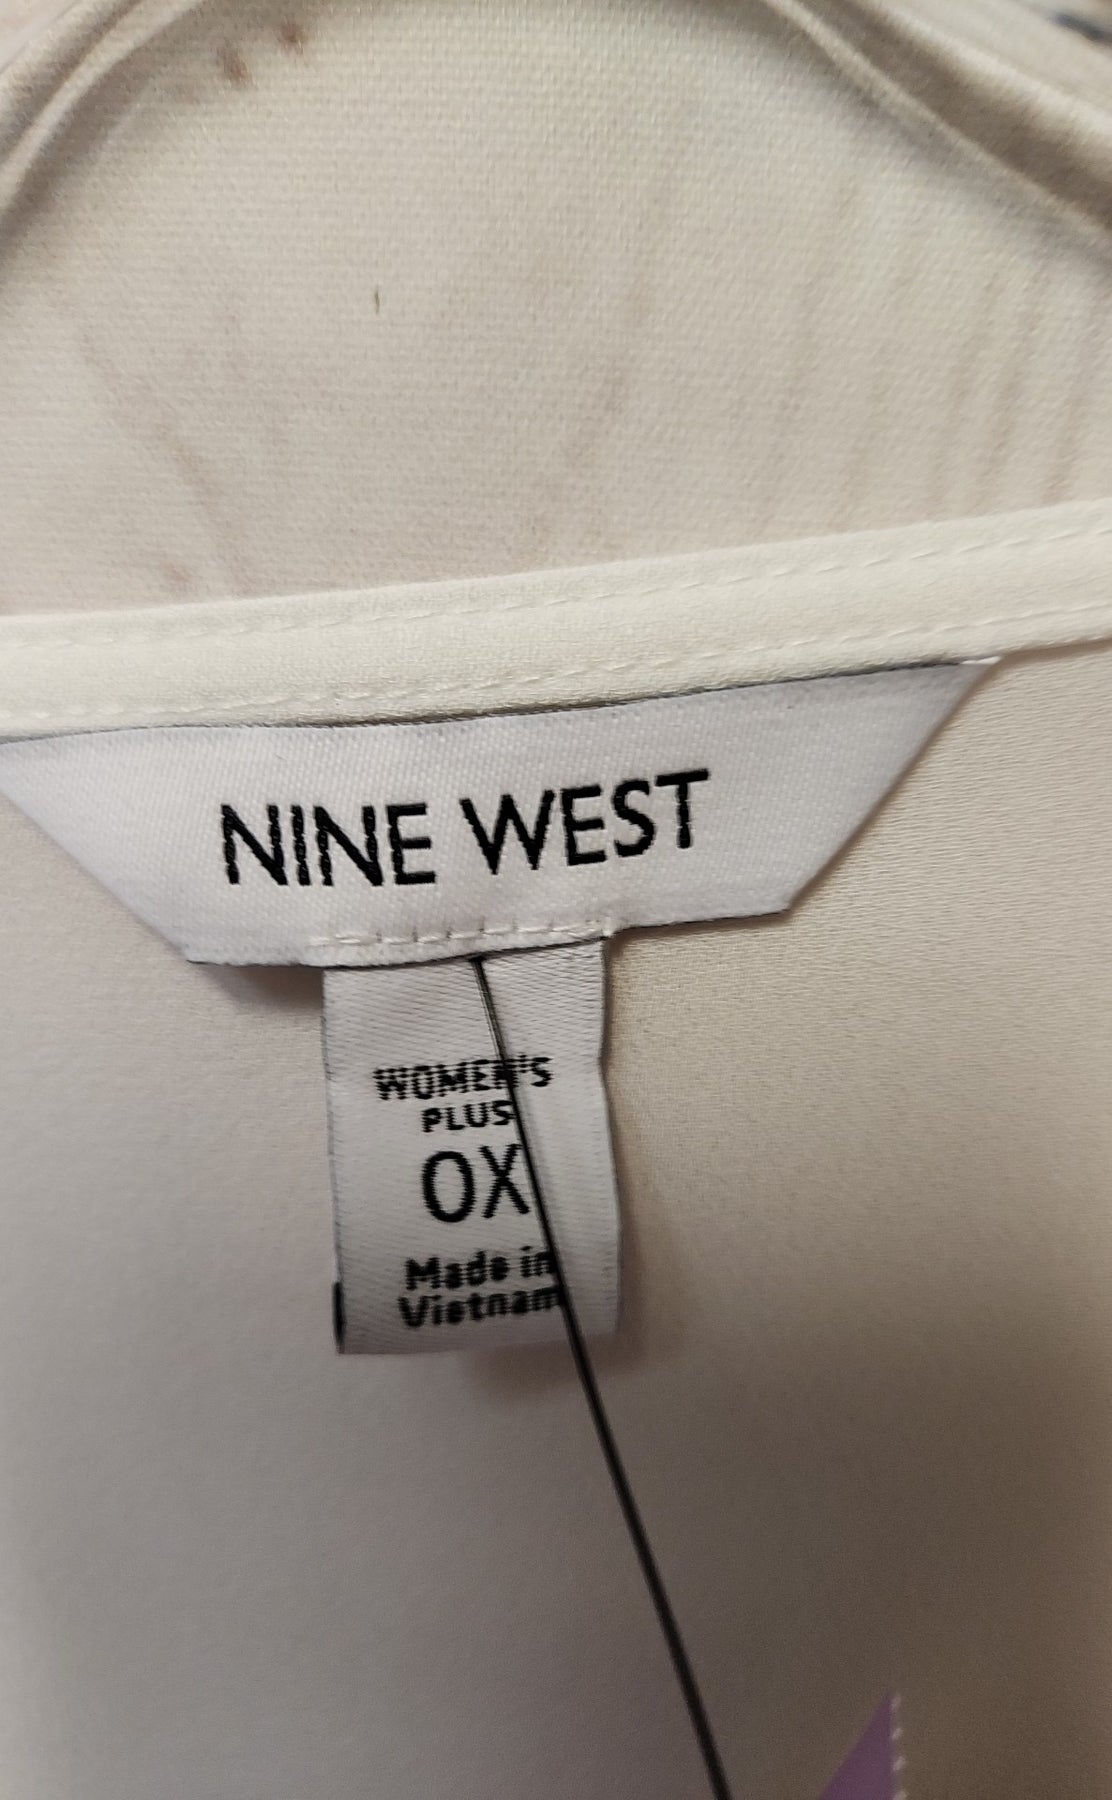 NINE WEST
WOMEN'S
PLUS
0X
Made in
Vietnam